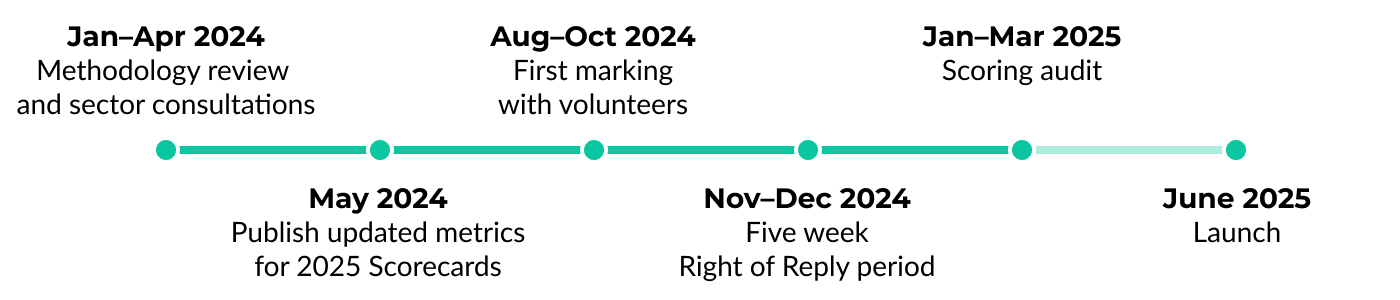 Jan–Apr 2024
Methodology review
and sector consultations
May 2024
Publish updated metrics
for 2025 Scorecards
Aug–Oct 2024
First marking
with volunteers
Nov–Dec 2024
Five week
Right of Reply period
Jan–Mar 2025
Scoring audit
June 2025
Launch